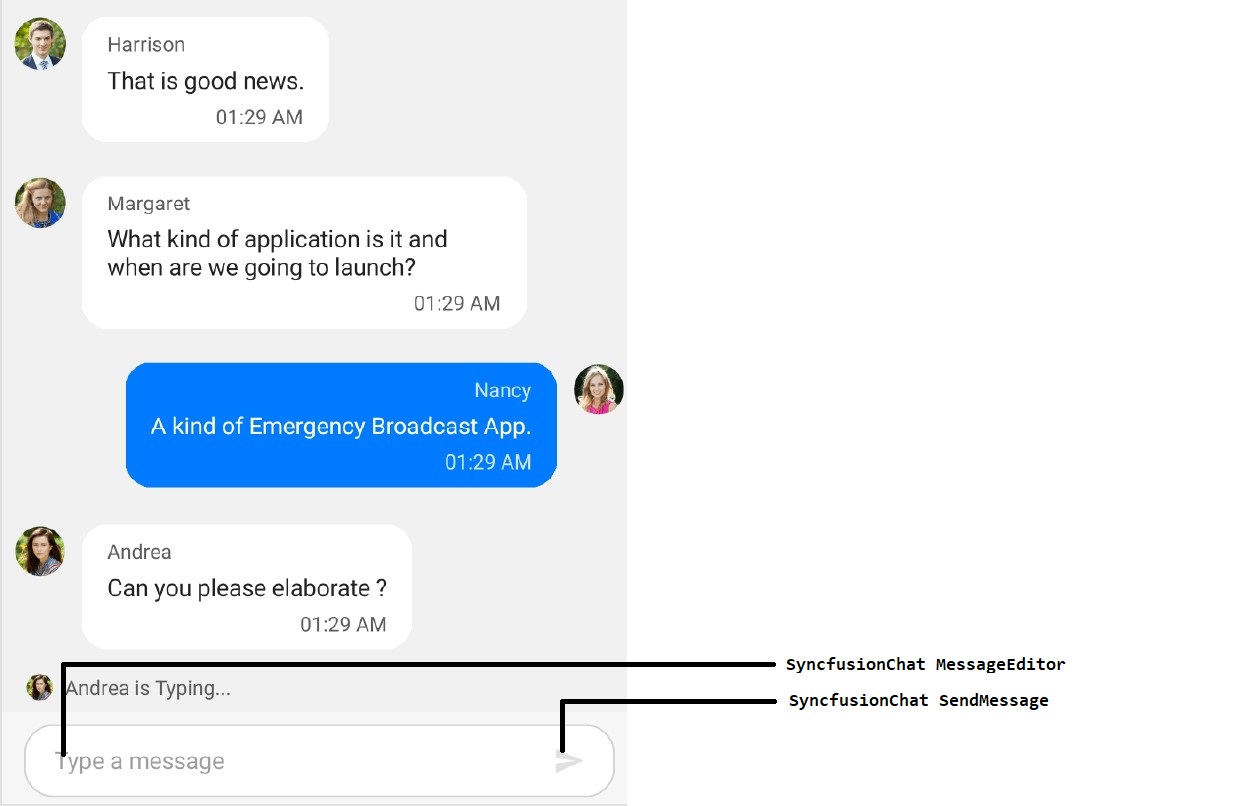 Harrison
That is good news.
01:29 AM
Margaret
What kind of application is it and
when are we going to launch?
01:29 AM
Nancy
A kind of Emergency Broadcast App.
01:29 AM
Andrea
Can you please elaborate ?
01:29 AM
SyncfusionChat MessageEditor
Andrea is Typing...
SyncfusionChat SendMessage
Type a message